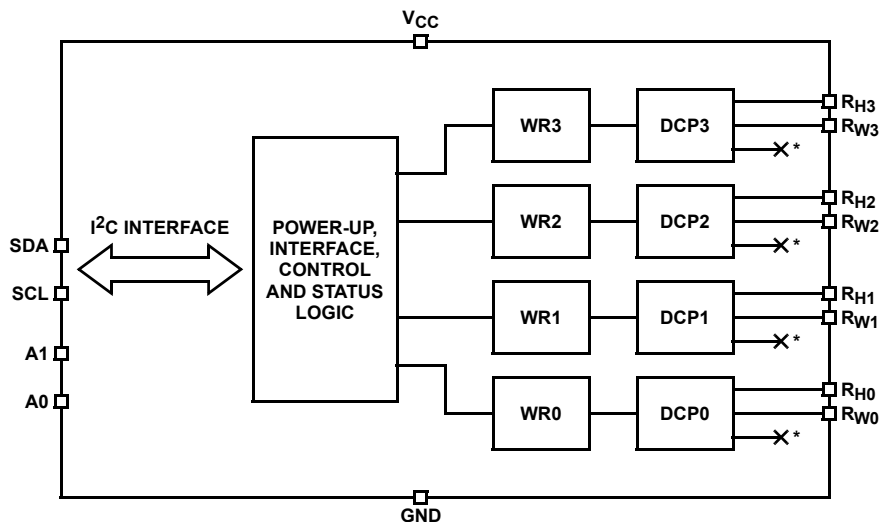 VCC
RH3
WR3
DCP3
RW3
*
RH2
I2C INTERFACE
POWER-UP,
INTERFACE,
CONTROL
AND STATUS
LOGIC
WR2
DCP2
RW2
SDA
*
SCL
RH1
WR1
DCP1
RW1
*
A1
RH0
A0
WR0
DCP0
RW0
*
GND